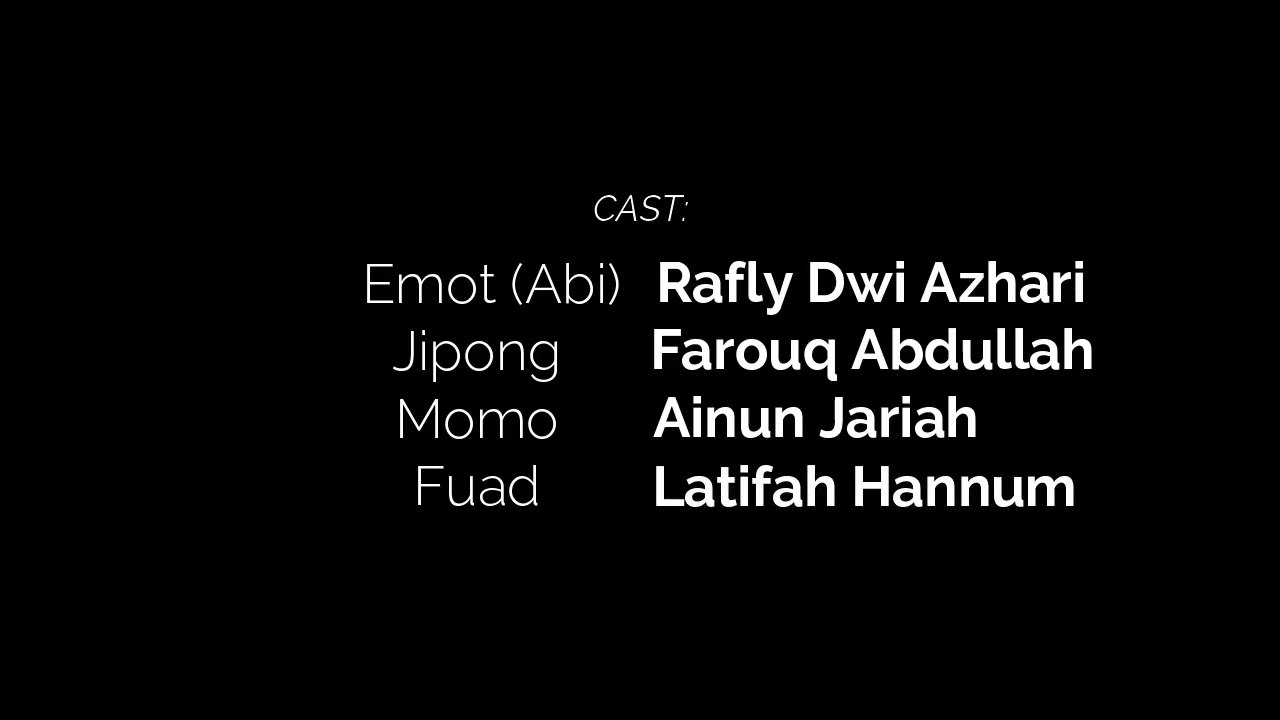 CAST:
Emot (Abi) Rafly Dwi Azhari
Jipong Farouq Abdullah
Momo Ainun Jariah
Fuad Latifah Hannum